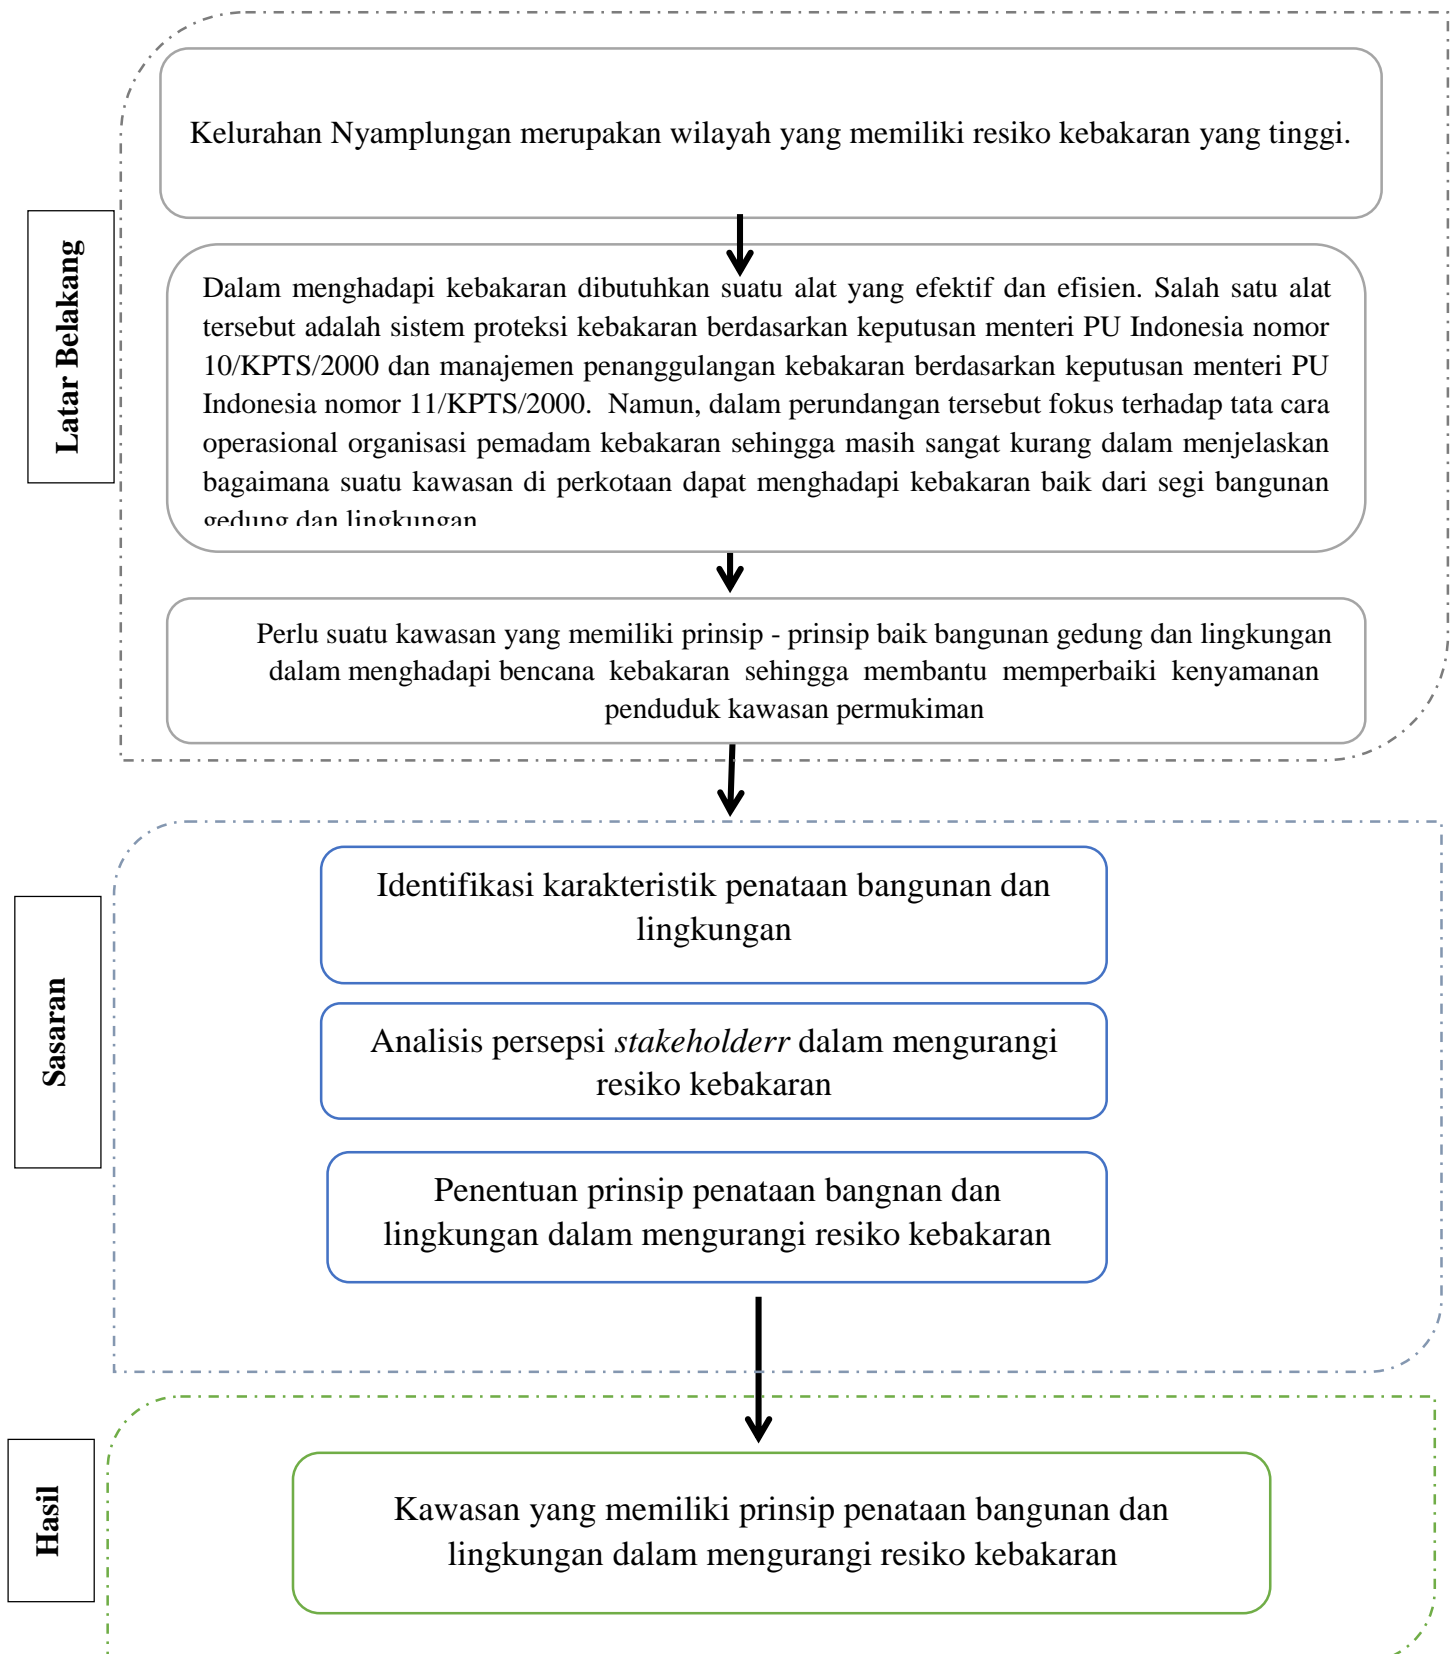 Latar Belakang
Kelurahan Nyamplungan merupakan wilayah yang memiliki resiko kebakaran yang tinggi.
Dalam menghadapi kebakaran dibutuhkan suatu alat yang efektif dan efisien. Salah satu alat
tersebut adalah sistem proteksi kebakaran berdasarkan keputusan menteri PU Indonesia nomor
10/KPTS/2000 dan manajemen penanggulangan kebakaran berdasarkan keputusan menteri PU
Indonesia nomor 11/KPTS/2000. Namun, dalam perundangan tersebut fokus terhadap tata cara
operasional organisasi pemadam kebakaran sehingga masih sangat kurang dalam menjelaskan
bagaimana suatu kawasan di perkotaan dapat menghadapi kebakaran baik dari segi bangunan
gedung dan lingkungan
Perlu suatu kawasan yang memiliki prinsip - prinsip baik bangunan gedung dan lingkungan
dalam menghadapi bencana kebakaran sehingga membantu memperbaiki kenyamanan
penduduk kawasan permukiman
Sasaran
Identifikasi karakteristik penataan bangunan dan
lingkungan
Analisis persepsi stakeholderr dalam mengurangi
resiko kebakaran
Penentuan prinsip penataan bangnan dan
lingkungan dalam mengurangi resiko kebakaran
Hasil
Kawasan yang memiliki prinsip penataan bangunan dan
lingkungan dalam mengurangi resiko kebakaran